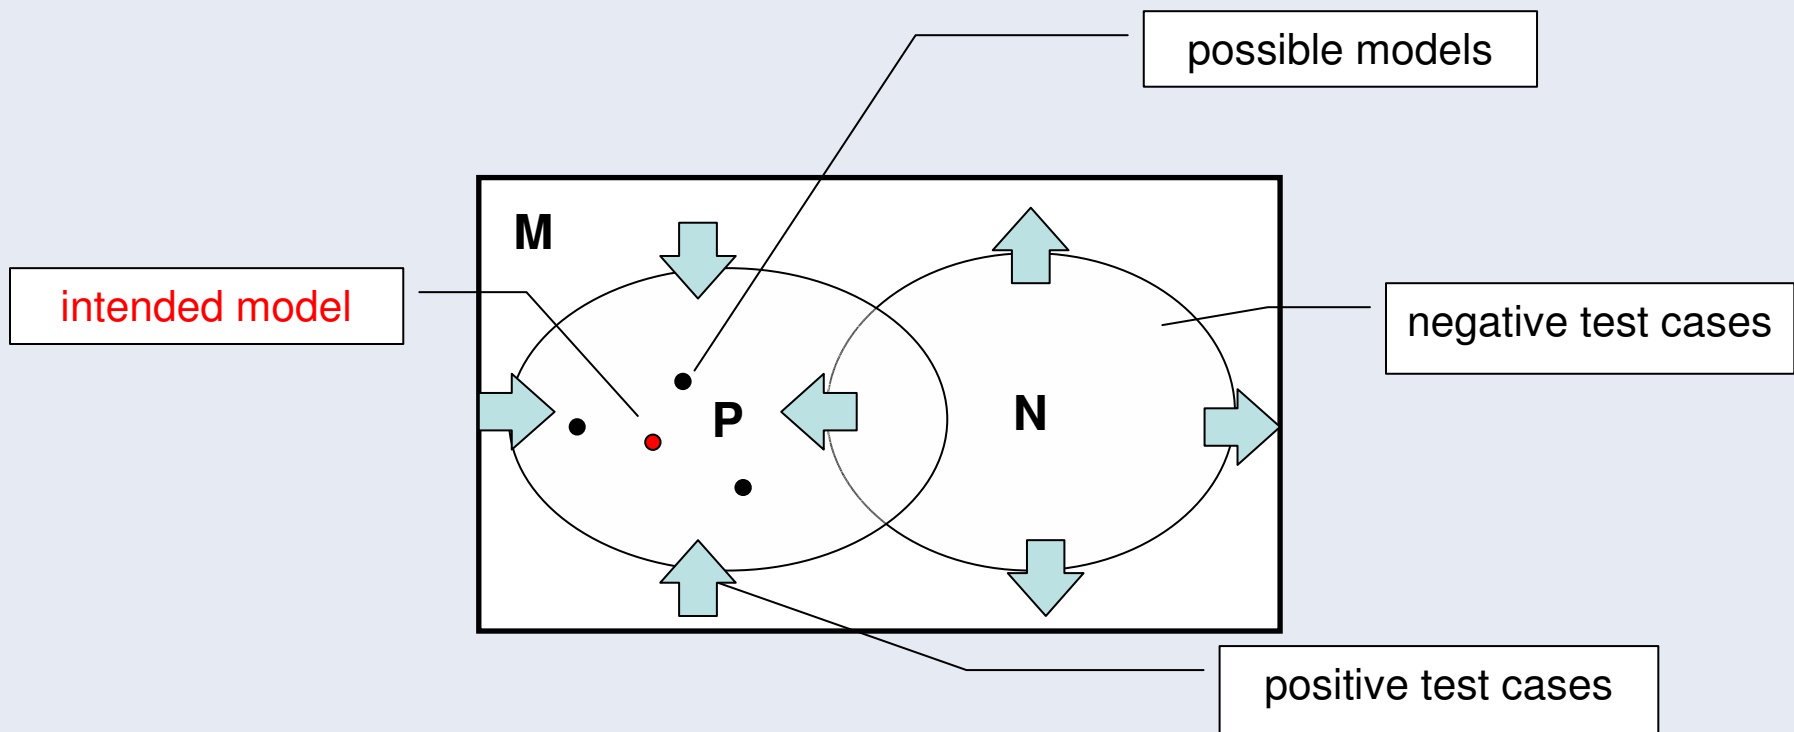 possible models
M
intended model
negative test cases
P
N
positive test cases